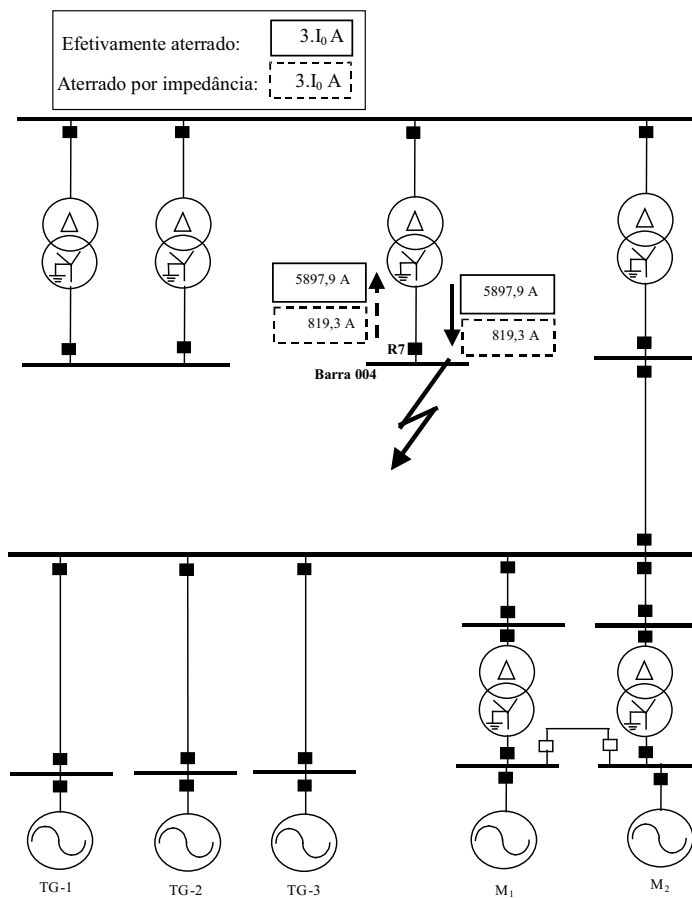 Efetivamente aterrado: 3.I₀ A
Aterrado por impedância: 3.I₀ A
5897,9 A
5897,9 A
819,3 A
819,3 A
R7
Barra 004
TG-1
TG-2
TG-3
M₁
M₂